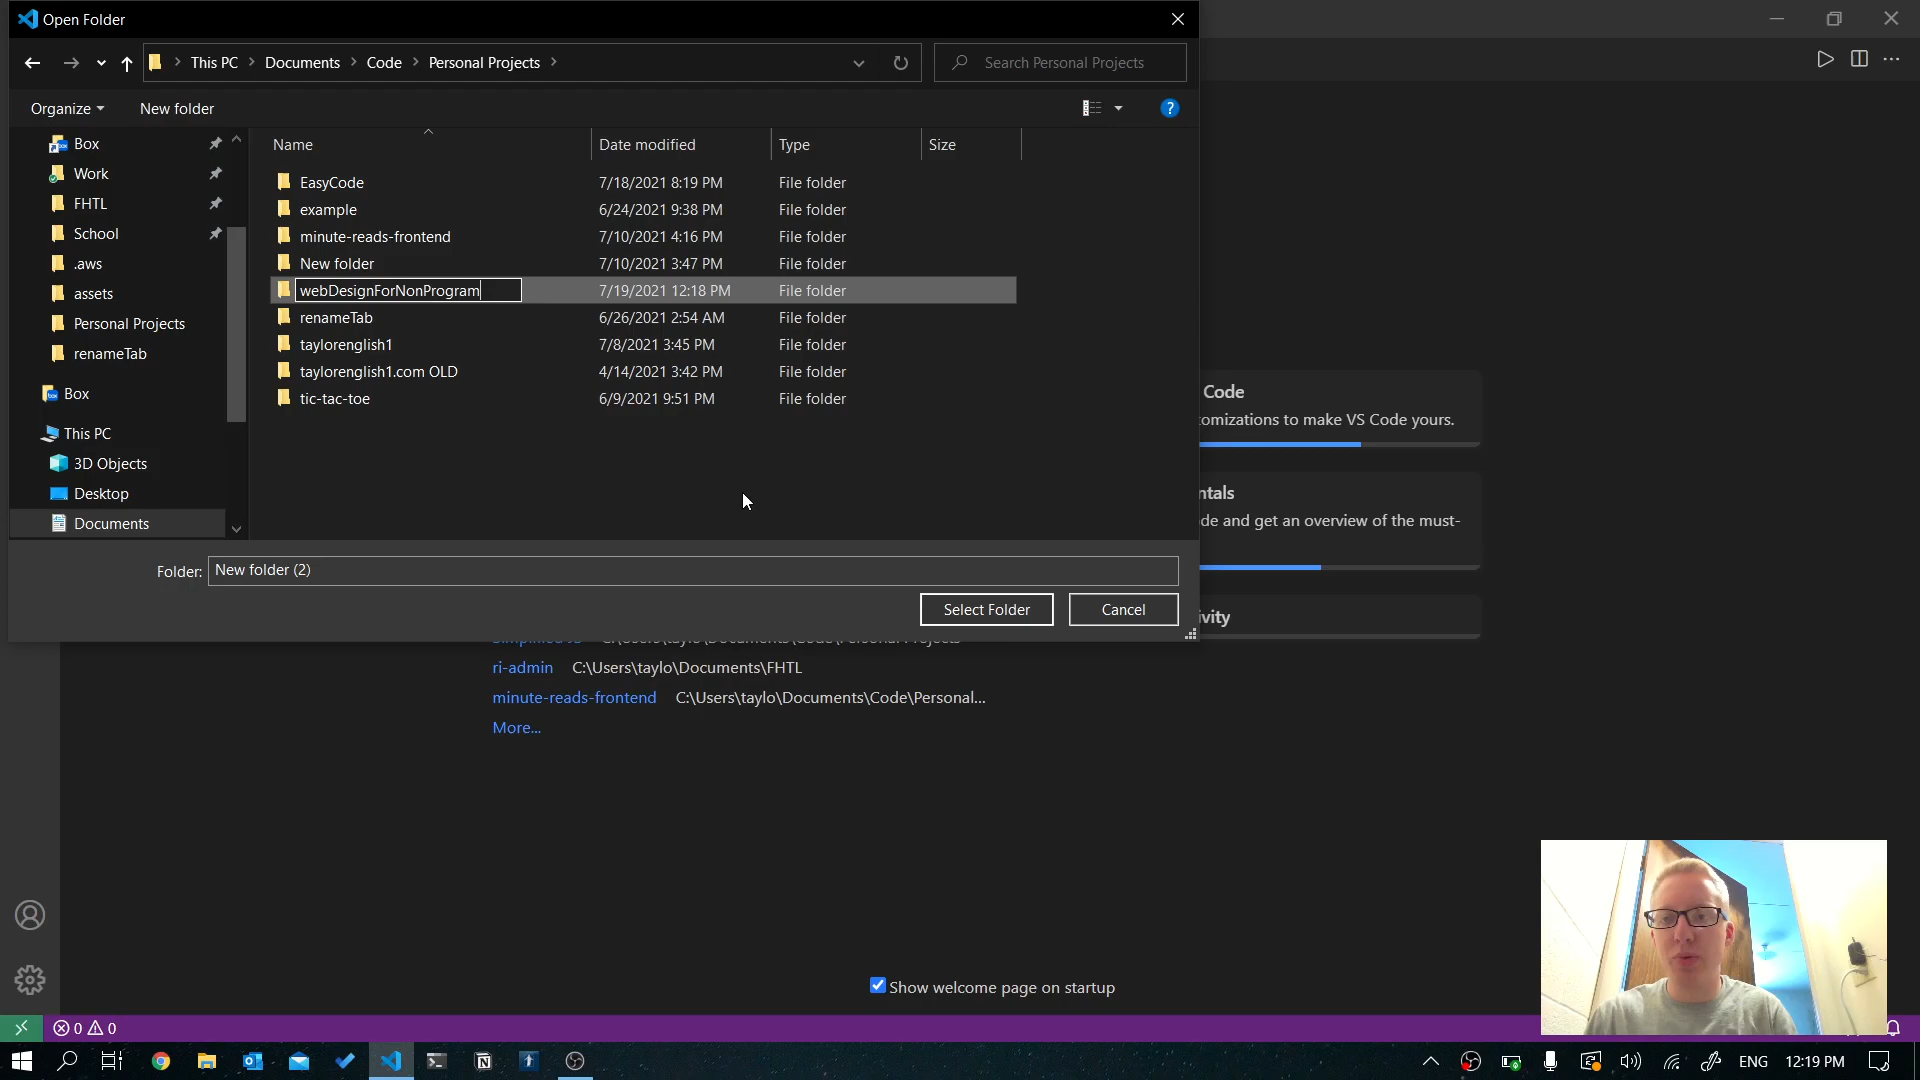 Open Folder
This PC > Documents > Code > Personal Projects >
Search Personal Projects
Organize
New folder
Box
Work
FHTL
School
.aws
assets
Personal Projects
renameTab
Box
This PC
3D Objects
Desktop
Documents
Name Date modified Type Size
EasyCode 7/18/2021 8:19 PM File folder
example 6/24/2021 9:38 PM File folder
minute-reads-frontend 7/10/2021 4:16 PM File folder
New folder 7/10/2021 3:47 PM File folder
webDesignForNonProgram 7/19/2021 12:18 PM File folder
renameTab 6/26/2021 2:54 AM File folder
taylorenglish1 7/8/2021 3:45 PM File folder
taylorenglish1.com OLD 4/14/2021 3:42 PM File folder
tic-tac-toe 6/9/2021 9:51 PM File folder
Folder: New folder (2)
Select Folder
Cancel
Code
omizations to make VS Code yours.
ntals
de and get an overview of the must-
ivity
ri-admin C:\Users\taylo\Documents\FHTL
minute-reads-frontend C:\Users\taylo\Documents\Code\Personal...
More...
Show welcome page on startup
0 0
ENG 12:19 PM